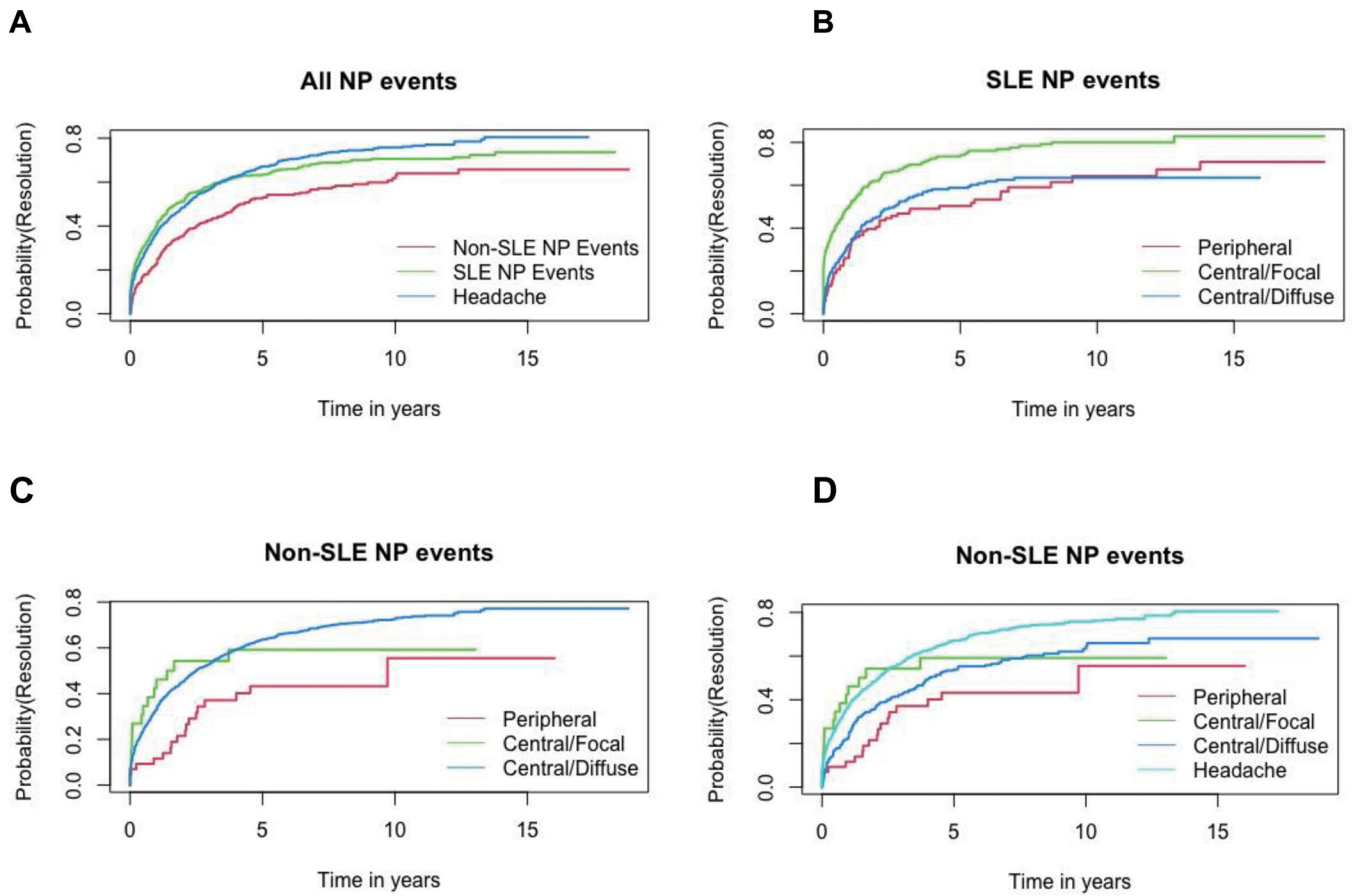 A
All NP events
Probability(Resolution)
0.0 0.4 0.8
Non-SLE NP Events
SLE NP Events
Headache
0 5 10 15
Time in years
B
SLE NP events
Probability(Resolution)
0.0 0.4 0.8
Peripheral
Central/Focal
Central/Diffuse
0 5 10 15
Time in years
C
Non-SLE NP events
Probability(Resolution)
0.0 0.2 0.4 0.6 0.8
Peripheral
Central/Focal
Central/Diffuse
0 5 10 15
Time in years
D
Non-SLE NP events
Probability(Resolution)
0.0 0.4 0.8
Peripheral
Central/Focal
Central/Diffuse
Headache
0 5 10 15
Time in years